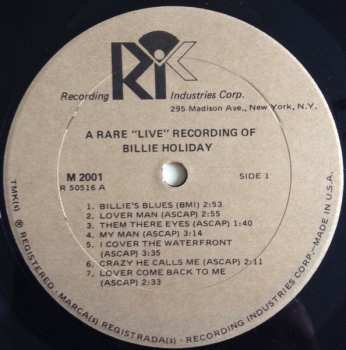 RIC
Recording Industries Corp.
295 Madison Ave., New York, N.Y.
A RARE "LIVE" RECORDING OF
BILLIE HOLIDAY
M 2001
R 50516 A
SIDE 1
1. BILLIE'S BLUES (BMI) 2:53
2. LOVER MAN (ASCAP) 2:55
3. THEM THERE EYES (ASCAP) 1:40
4. MY MAN (ASCAP) 3:14
5. I COVER THE WATERFRONT
(ASCAP) 3:35
6. CRAZY HE CALLS ME (ASCAP) 2:11
7. LOVER COME BACK TO ME
(ASCAP) 2:33
TMK(s) ® REGISTERED • MARCA(s) REGISTRADA(s) - RECORDING INDUSTRIES CORP.—MADE IN U.S.A.